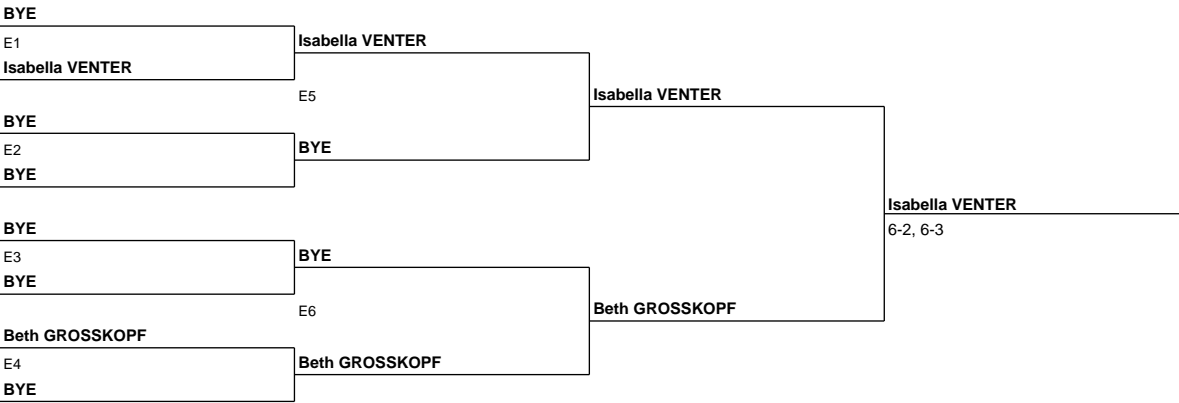 BYE
E1
Isabella VENTER
BYE
E2
BYE
BYE
E3
BYE
Beth GROSSKOPF
E4
BYE
Isabella VENTER
E5
BYE
BYE
E6
Beth GROSSKOPF
Isabella VENTER
Beth GROSSKOPF
Isabella VENTER
6-2, 6-3